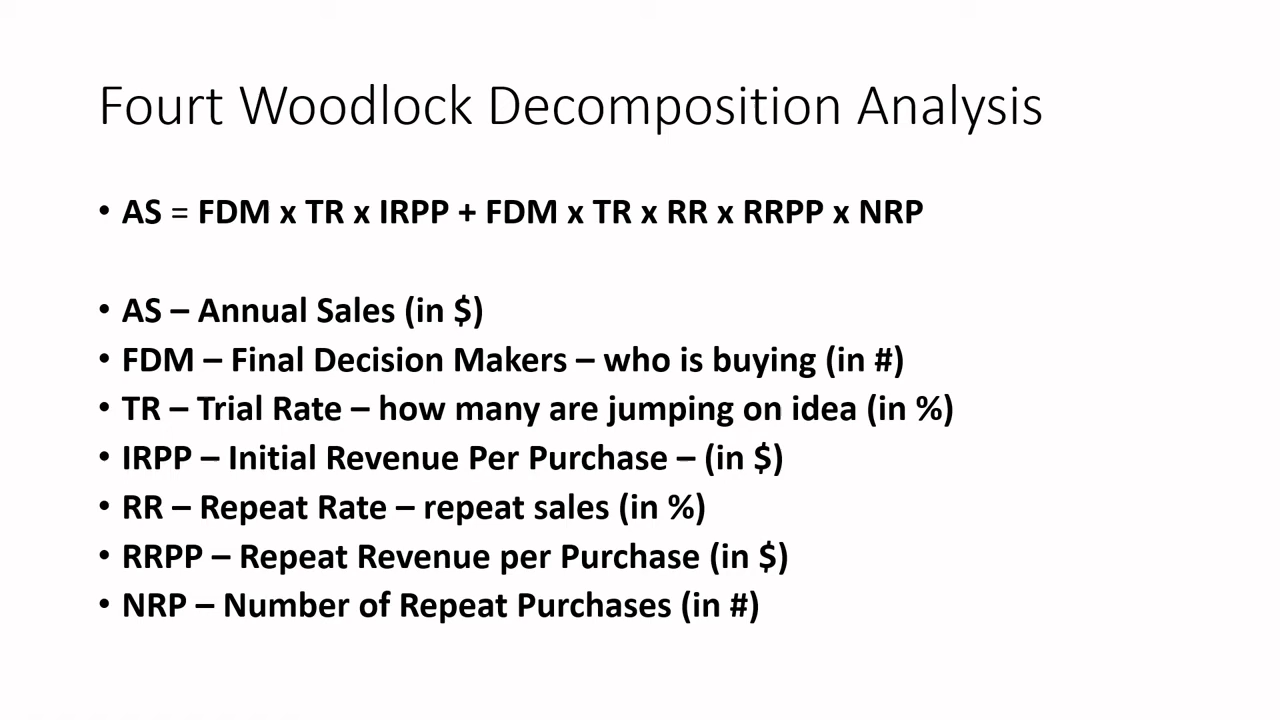 Fourt Woodlock Decomposition Analysis
• AS = FDM x TR x IRPP + FDM x TR x RR x RRPP x NRP
• AS – Annual Sales (in $)
• FDM – Final Decision Makers – who is buying (in #)
• TR – Trial Rate – how many are jumping on idea (in %)
• IRPP – Initial Revenue Per Purchase – (in $)
• RR – Repeat Rate – repeat sales (in %)
• RRPP – Repeat Revenue per Purchase (in $)
• NRP – Number of Repeat Purchases (in #)